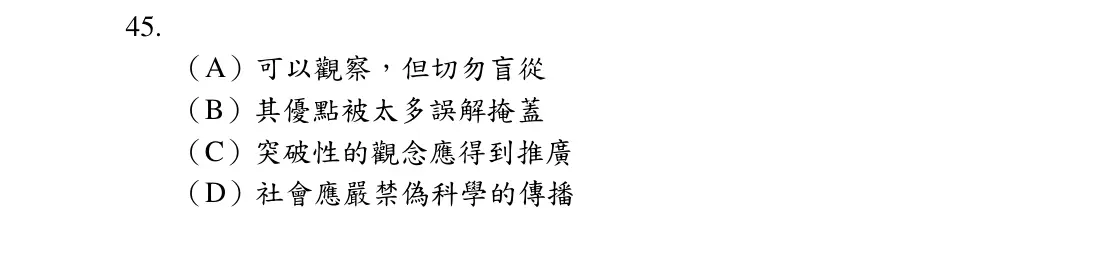 45.
（A）可以觀察，但切勿盲從
（B）其優點被太多誤解掩蓋
（C）突破性的觀念應得到推廣
（D）社會應嚴禁偽科學的傳播